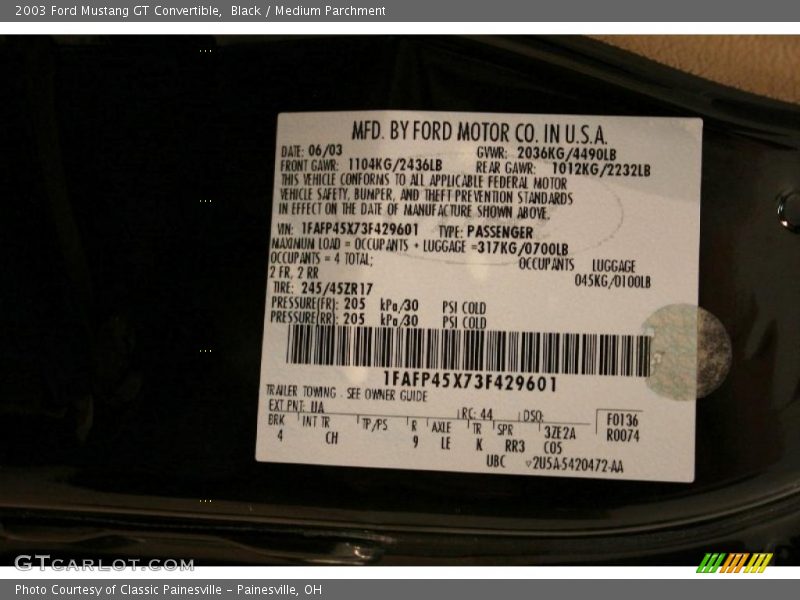 2003 Ford Mustang GT Convertible, Black / Medium Parchment
MFD. BY FORD MOTOR CO. IN U.S.A.
DATE: 06/03 GVWR: 2036KG/4490LB
FRONT GAWR: 1104KG/2436LB REAR GAWR: 1012KG/2232LB
THIS VEHICLE CONFORMS TO ALL APPLICABLE FEDERAL MOTOR
VEHICLE SAFETY, BUMPER, AND THEFT PREVENTION STANDARDS
IN EFFECT ON THE DATE OF MANUFACTURE SHOWN ABOVE.
VIN: 1FAFP45X73F429601 TYPE: PASSENGER
MAXIMUM LOAD = OCCUPANTS + LUGGAGE =317KG/0700LB
OCCUPANTS = 4 TOTAL; OCCUPANTS LUGGAGE
2 FR, 2 RR 045KG/0100LB
TIRE: 245/45ZR17
PRESSURE(FR): 205 kPa/30 PSI COLD
PRESSURE(RR): 205 kPa/30 PSI COLD
1FAFP45X73F429601
TRAILER TOWING - SEE OWNER GUIDE
EXT PNT: UA RC: 44 DSO: F0136
BRK INT TR TP/PS R AXLE TR SPR 3ZE2A R0074
4 CH 9 LE K RR3 C05
UBC ▿2U5A-5420472-AA
GTCARLOT.COM
Photo Courtesy of Classic Painesville - Painesville, OH